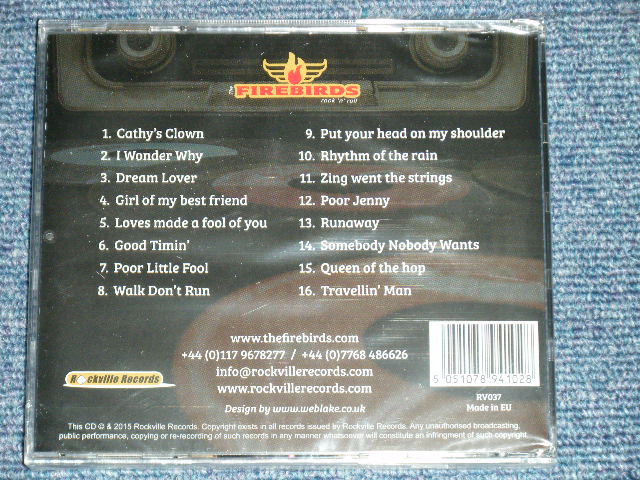 the
FIREBIRDS
rock 'n' roll
1. Cathy's Clown
2. I Wonder Why
3. Dream Lover
4. Girl of my best friend
5. Loves made a fool of you
6. Good Timin'
7. Poor Little Fool
8. Walk Don't Run
9. Put your head on my shoulder
10. Rhythm of the rain
11. Zing went the strings
12. Poor Jenny
13. Runaway
14. Somebody Nobody Wants
15. Queen of the hop
16. Travellin' Man
www.thefirebirds.com
+44 (0)117 9678277 / +44 (0)7768 486626
info@rockvillerecords.com
www.rockvillerecords.com
Design by www.weblake.co.uk
Rockville Records
5 051078 941028
RV037
Made in EU
This CD ℗ & © 2015 Rockville Records. Copyright exists in all records issued by Rockville Records. Any unauthorised broadcasting,
public performance, copying or re-recording of such records in any manner whatsoever will constitute an infringment of such copyright